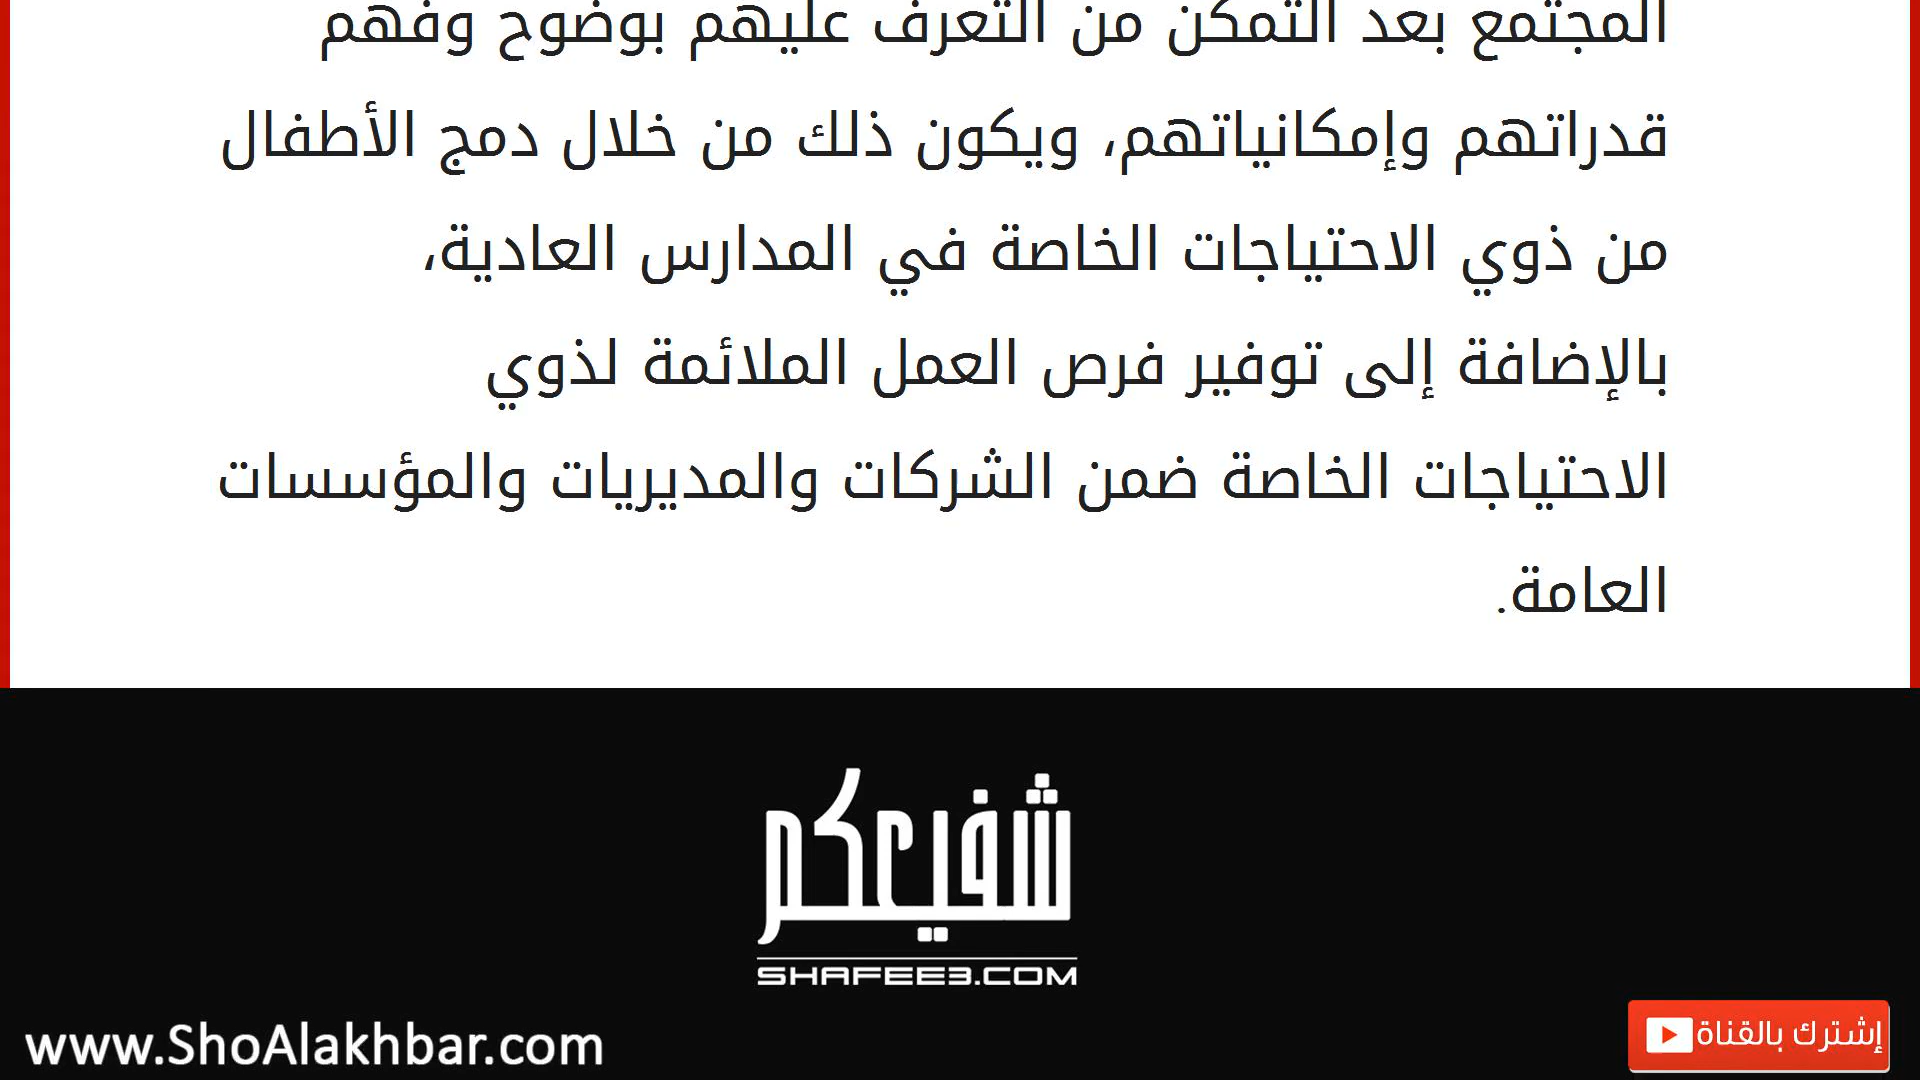 المجتمع بعد التمكن من التعرف عليهم بوضوح وفهم
قدراتهم وإمكانياتهم، ويكون ذلك من خلال دمج الأطفال
من ذوي الاحتياجات الخاصة في المدارس العادية،
بالإضافة إلى توفير فرص العمل الملائمة لذوي
الاحتياجات الخاصة ضمن الشركات والمديريات والمؤسسات
العامة.
شفيعكم
SHAFEE3.COM
www.ShoAlakhbar.com
إشترك بالقناة